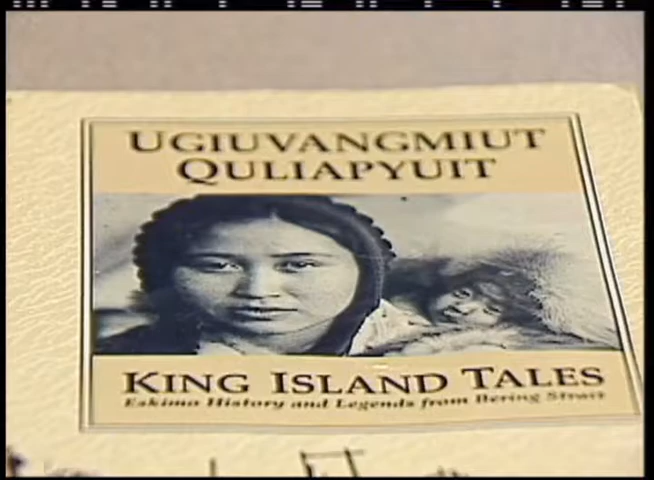 UGIUVANGMIUT
QULIAPYUIT
KING ISLAND TALES
Eskimo History and Legends from Bering Strait